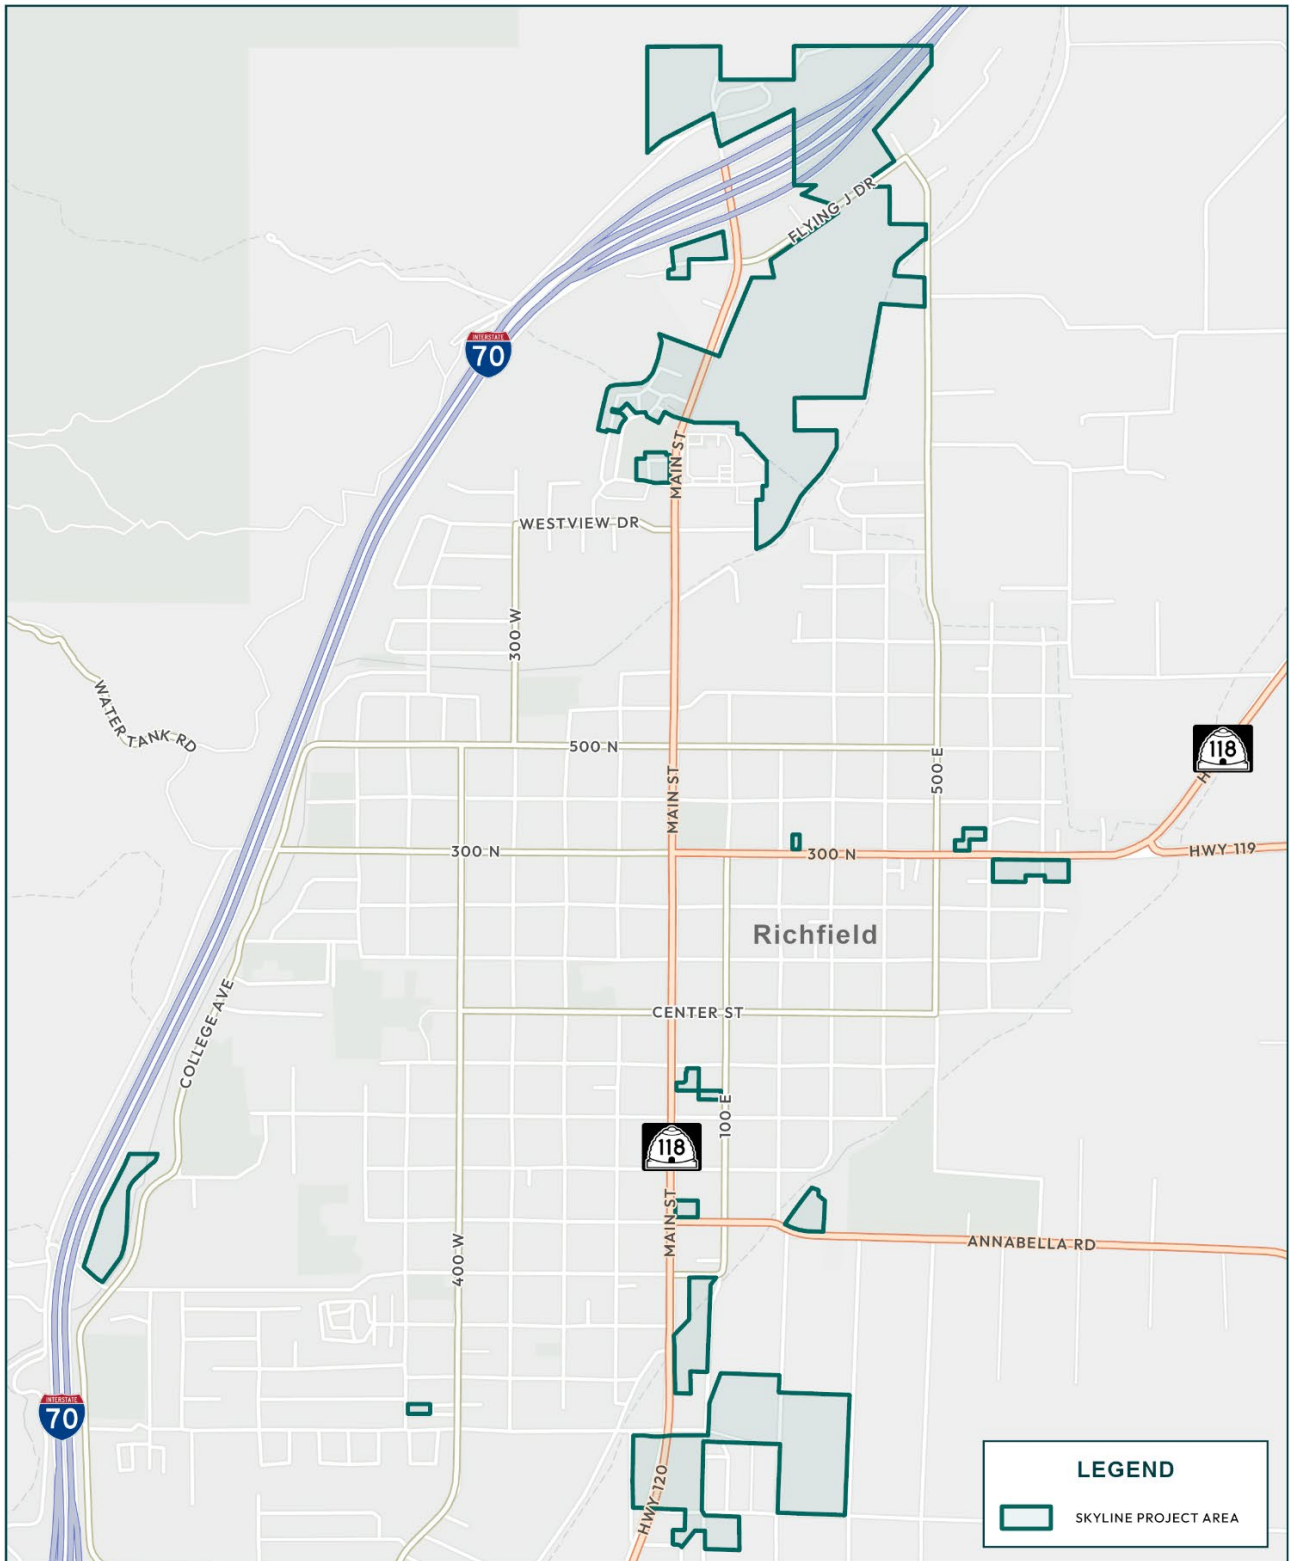 FLYING J DR
INTERSTATE
70
MAIN ST
WESTVIEW DR
300 W
WATER TANK RD
500 N
118
MAIN ST
500 E
300 N
300 N
HWY 119
Richfield
COLLEGE AVE
CENTER ST
100 E
118
MAIN ST
400 W
ANNABELLA RD
INTERSTATE
70
HWY 120
LEGEND
SKYLINE PROJECT AREA